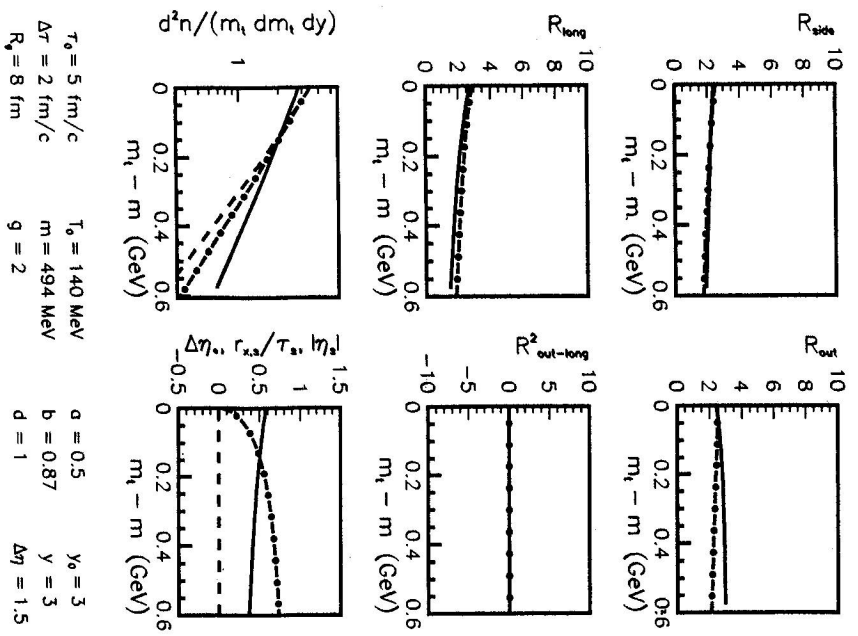 R_side
10
8
6
4
2
0
0 0.2 0.4 0.6
m_t − m (GeV)
R_out
10
8
6
4
2
0
0 0.2 0.4 0.6
m_t − m (GeV)
R_long
10
8
6
4
2
0
0 0.2 0.4 0.6
m_t − m (GeV)
R²_out−long
10
5
0
-5
-10
0 0.2 0.4 0.6
m_t − m (GeV)
d²n/(m_t dm_t dy)
1
0 0.2 0.4 0.6
m_t − m (GeV)
Δη_*, r_x,s/τ_s, |η_s|
1.5
1
0.5
0
-0.5
0 0.2 0.4 0.6
m_t − m (GeV)
τ₀ = 5 fm/c T₀ = 140 MeV a = 0.5 y₀ = 3
Δτ = 2 fm/c m = 494 MeV b = 0.87 y = 3
R_g = 8 fm g = 2 d = 1 Δη = 1.5